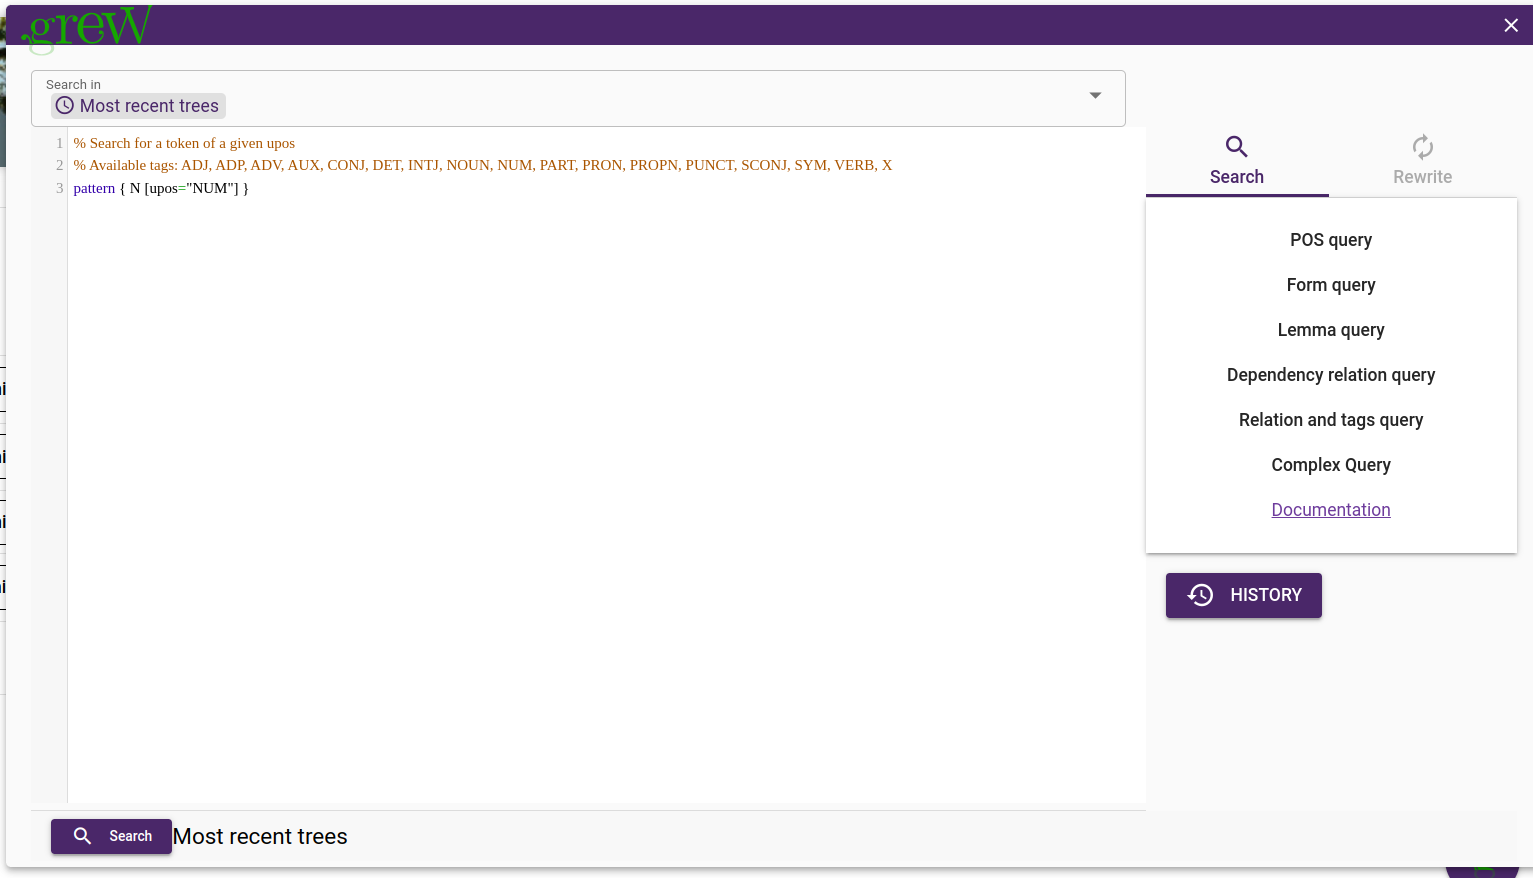 .grew
Search in
Most recent trees
1 % Search for a token of a given upos
2 % Available tags: ADJ, ADP, ADV, AUX, CONJ, DET, INTJ, NOUN, NUM, PART, PRON, PROPN, PUNCT, SCONJ, SYM, VERB, X
3 pattern { N [upos="NUM"] }
Search
Rewrite
POS query
Form query
Lemma query
Dependency relation query
Relation and tags query
Complex Query
Documentation
HISTORY
Search
Most recent trees